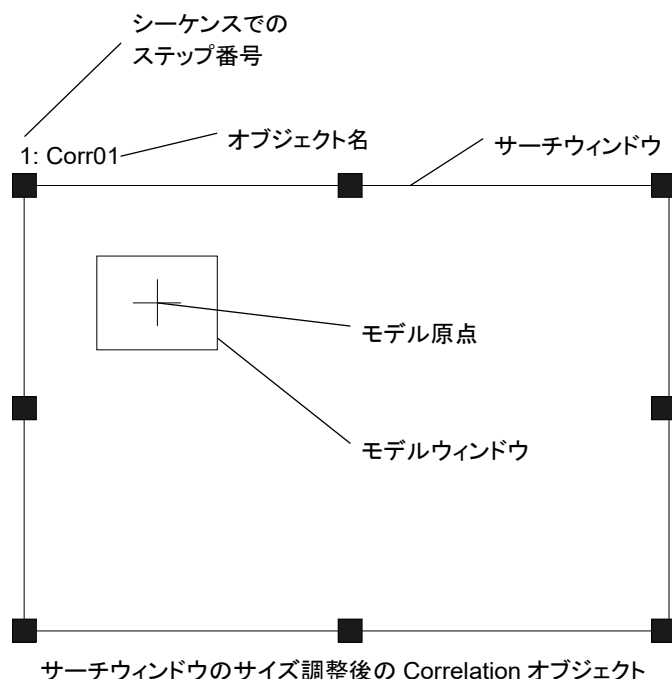 シーケンスでの
ステップ番号
1: Corr01
オブジェクト名
サーチウィンドウ
モデル原点
モデルウィンドウ
サーチウィンドウのサイズ調整後の Correlation オブジェクト